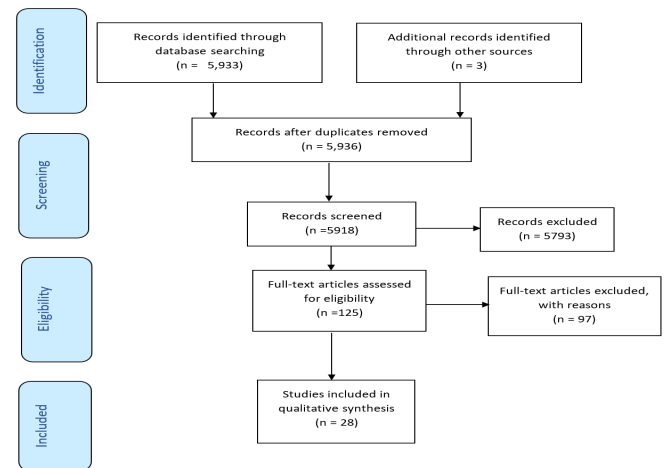 Identification
Records identified through
database searching
(n =   5,933)
Additional records identified
through other sources
(n = 3)
Records after duplicates removed
(n = 5,936)
Screening
Records screened
(n =5918)
Records excluded
(n = 5793)
Eligibility
Full-text articles assessed
for eligibility
(n =125)
Full-text articles excluded,
with reasons
(n = 97)
Included
Studies included in
qualitative synthesis
(n = 28)